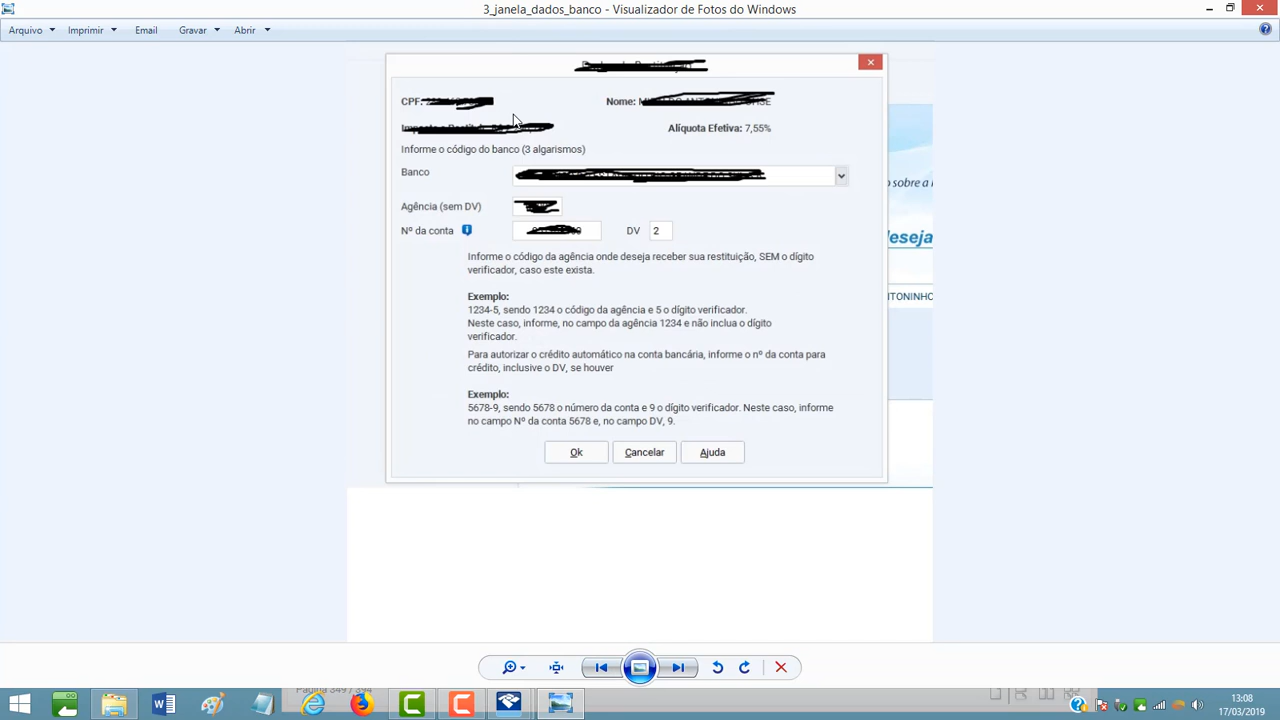 3_janela_dados_banco - Visualizador de Fotos do Windows
Arquivo Imprimir Email Gravar Abrir
CPF: Nome:
Alíquota Efetiva: 7,55%
Informe o código do banco (3 algarismos)
Banco
Agência (sem DV)
Nº da conta DV 2
Informe o código da agência onde deseja receber sua restituição, SEM o dígito
verificador, caso este exista.
Exemplo:
1234-5, sendo 1234 o código da agência e 5 o dígito verificador.
Neste caso, informe, no campo da agência 1234 e não inclua o dígito
verificador.
Para autorizar o crédito automático na conta bancária, informe o nº da conta para
crédito, inclusive o DV, se houver
Exemplo:
5678-9, sendo 5678 o número da conta e 9 o dígito verificador. Neste caso, informe
no campo Nº da conta 5678 e, no campo DV, 9.
Ok Cancelar Ajuda
sobre a
deseja
TONINHO
Página 349 / 394
13:08
17/03/2019